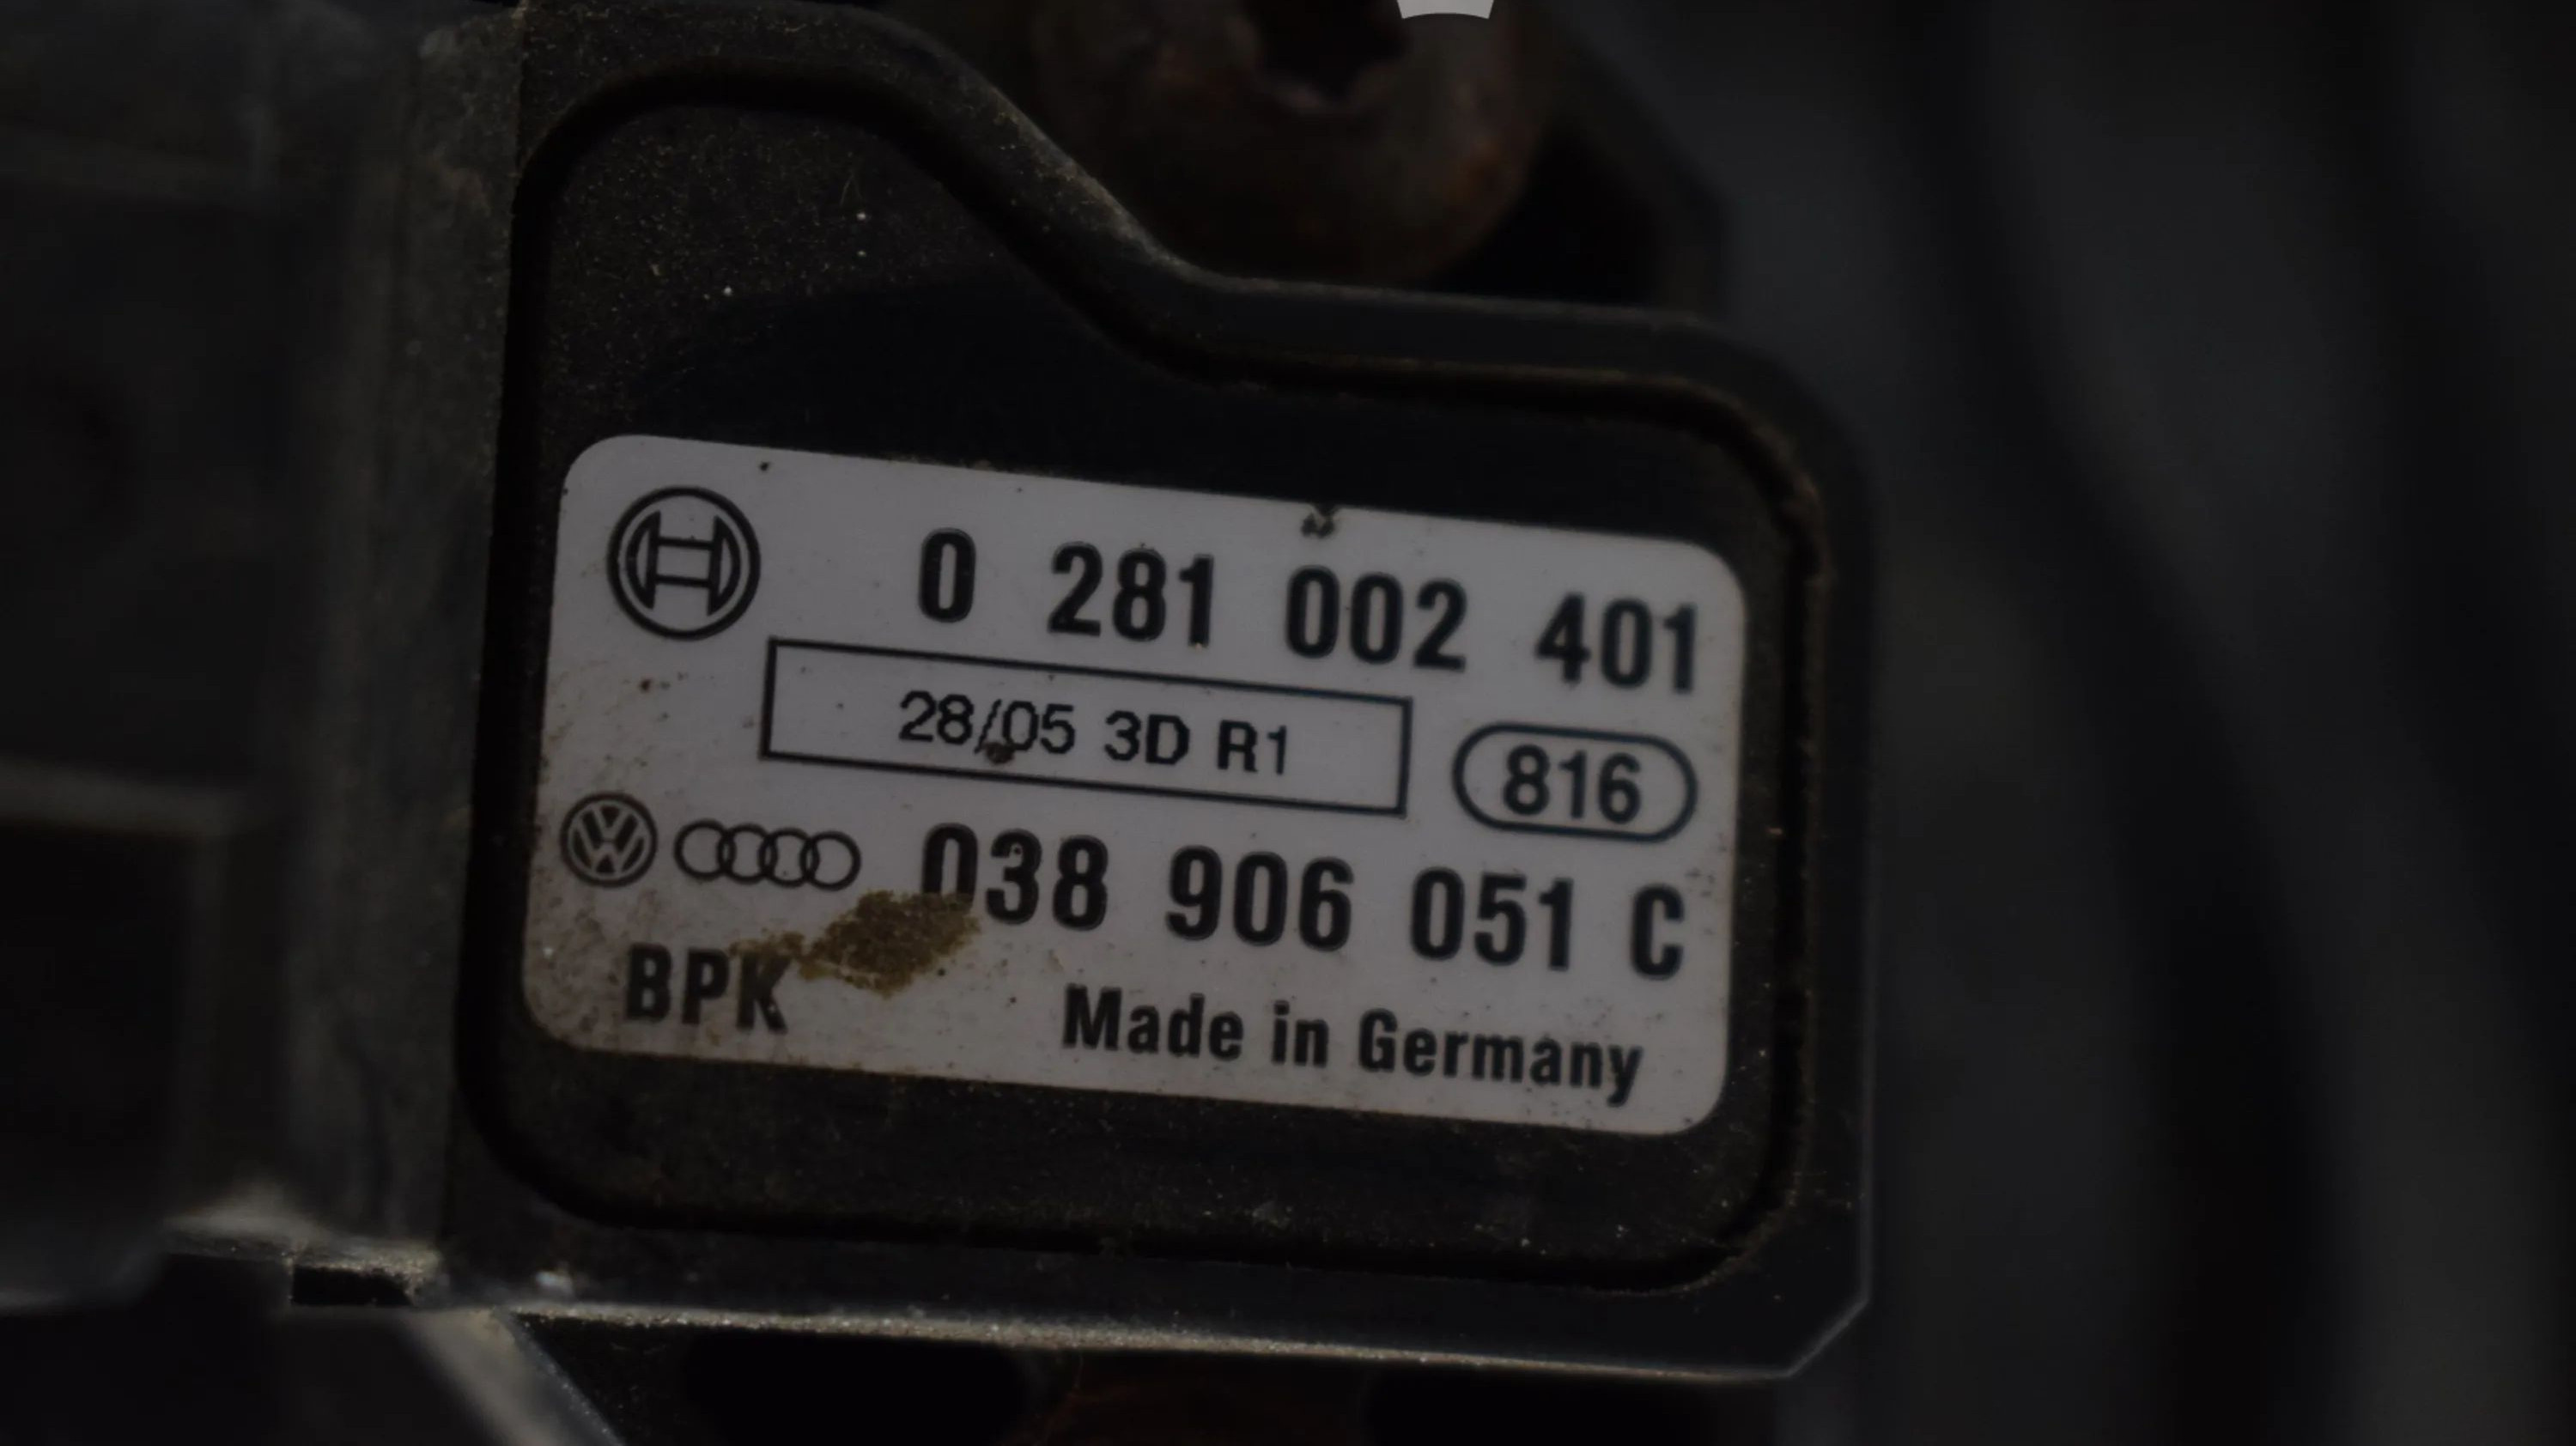 0 281 002 401
28/05 3D R1
816
038 906 051 C
BPK
Made in Germany